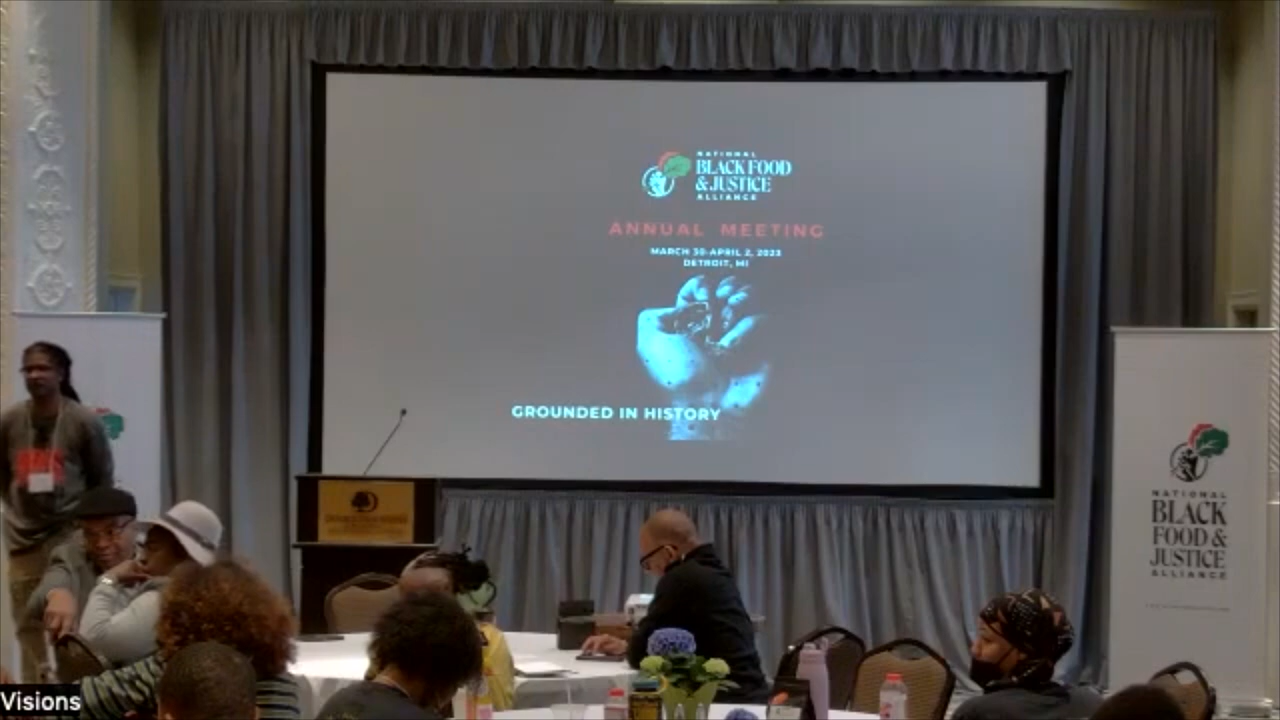 NATIONAL
BLACK FOOD
& JUSTICE
ALLIANCE
ANNUAL MEETING
MARCH 30-APRIL 2, 2023
DETROIT, MI
GROUNDED IN HISTORY
NATIONAL
BLACK
FOOD &
JUSTICE
ALLIANCE
Visions